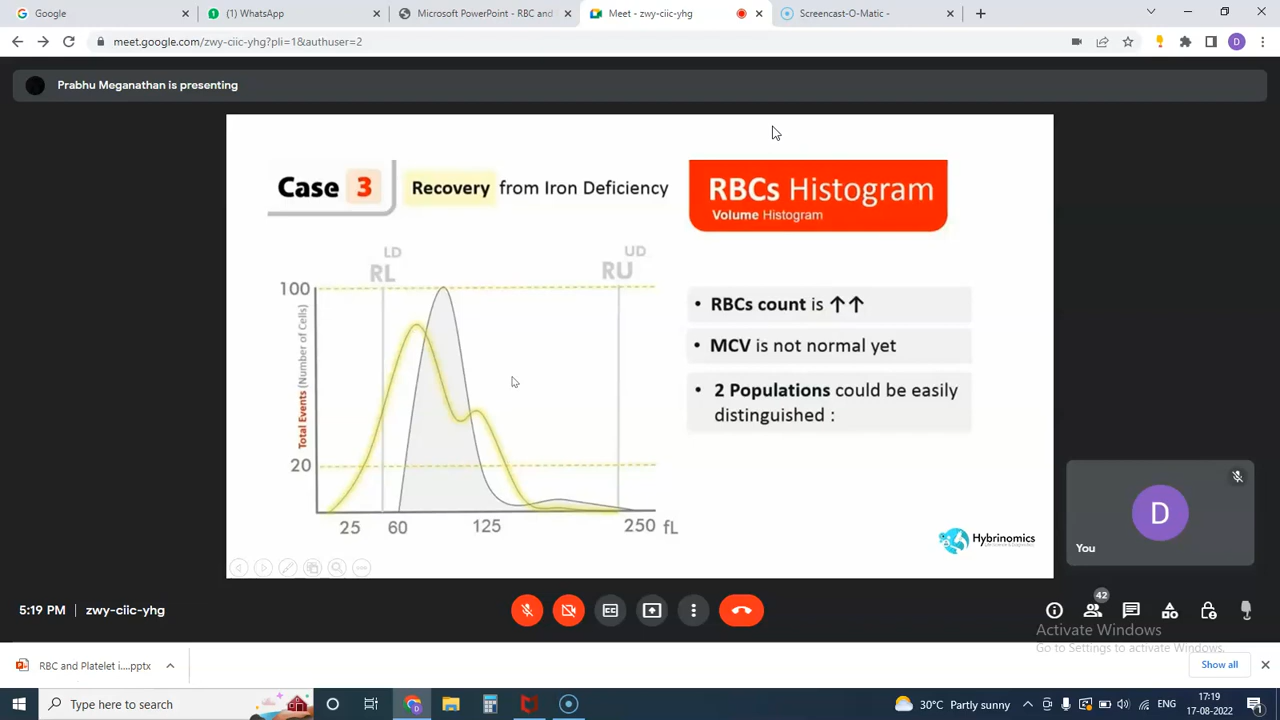 Google
(1) WhatsApp
Microsoft PowerPoint - RBC and
Meet - zwy-ciic-yhg
Screencast-O-Matic -
meet.google.com/zwy-ciic-yhg?pli=1&authuser=2
D
Prabhu Meganathan is presenting
Case 3
Recovery from Iron Deficiency
RBCs Histogram
Volume Histogram
LD
RL
UD
RU
100
20
Total Events (Number of Cells)
25 60 125 250 fL
• RBCs count is ↑↑
• MCV is not normal yet
• 2 Populations could be easily
distinguished :
Hybrinomics
D
You
5:19 PM | zwy-ciic-yhg
42
Activate Windows
Go to Settings to activate Windows.
RBC and Platelet i....pptx
Show all
Type here to search
30°C Partly sunny
ENG
17:19
17-08-2022